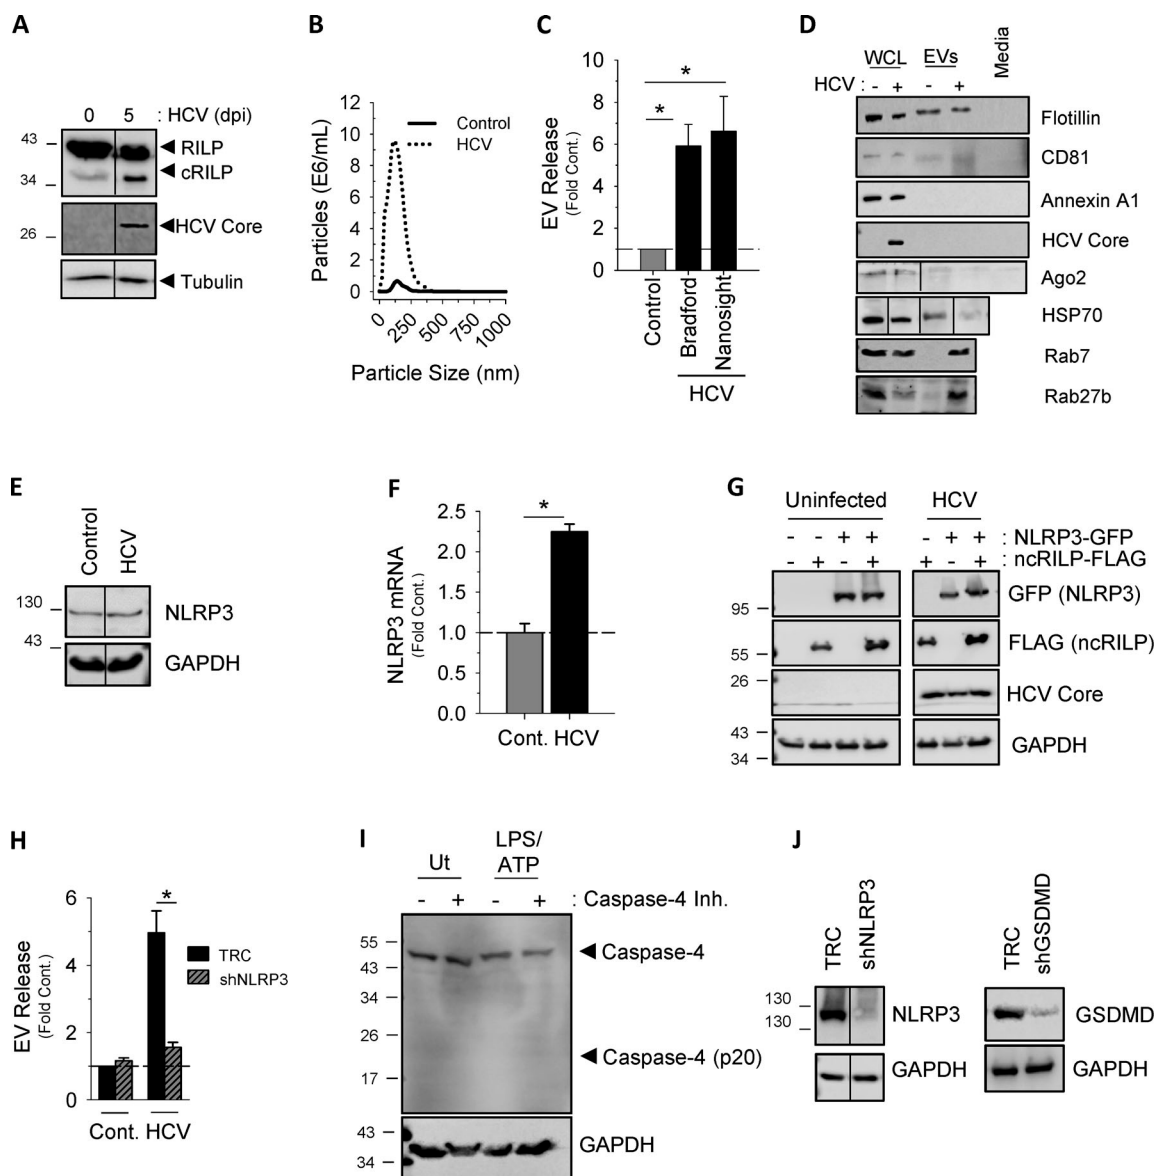 A
0 5 : HCV (dpi)
43
RILP
cRILP
34
HCV Core
26
Tubulin
B
12
10
8
6
4
2
0
Particles (E6/mL)
Control
HCV
0
250
500
750
1000
Particle Size (nm)
C
10
8
6
4
2
0
EV Release
(Fold Cont.)
*
*
Control
Bradford
Nanosight
HCV
D
WCL EVs Media
HCV : - + - +
Flotillin
CD81
Annexin A1
HCV Core
Ago2
HSP70
Rab7
Rab27b
E
Control
HCV
130
NLRP3
43
GAPDH
F
2.5
2.0
1.5
1.0
0.5
0.0
NLRP3 mRNA
(Fold Cont.)
*
Cont. HCV
G
Uninfected HCV
- - + + - + + : NLRP3-GFP
- + - + + - + : ncRILP-FLAG
GFP (NLRP3)
95
FLAG (ncRILP)
55
26
HCV Core
43
GAPDH
34
H
6
4
2
0
EV Release
(Fold Cont.)
*
TRC
shNLRP3
Cont. HCV
I
LPS/
Ut ATP
- + - + : Caspase-4 Inh.
55
Caspase-4
43
34
26
Caspase-4 (p20)
17
43
GAPDH
34
J
TRC
shNLRP3
130
NLRP3
130
GAPDH
TRC
shGSDMD
GSDMD
GAPDH